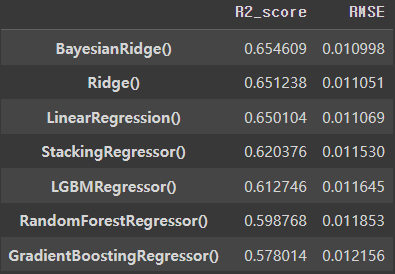 R2_score RMSE
BayesianRidge() 0.654609 0.010998
Ridge() 0.651238 0.011051
LinearRegression() 0.650104 0.011069
StackingRegressor() 0.620376 0.011530
LGBMRegressor() 0.612746 0.011645
RandomForestRegressor() 0.598768 0.011853
GradientBoostingRegressor() 0.578014 0.012156